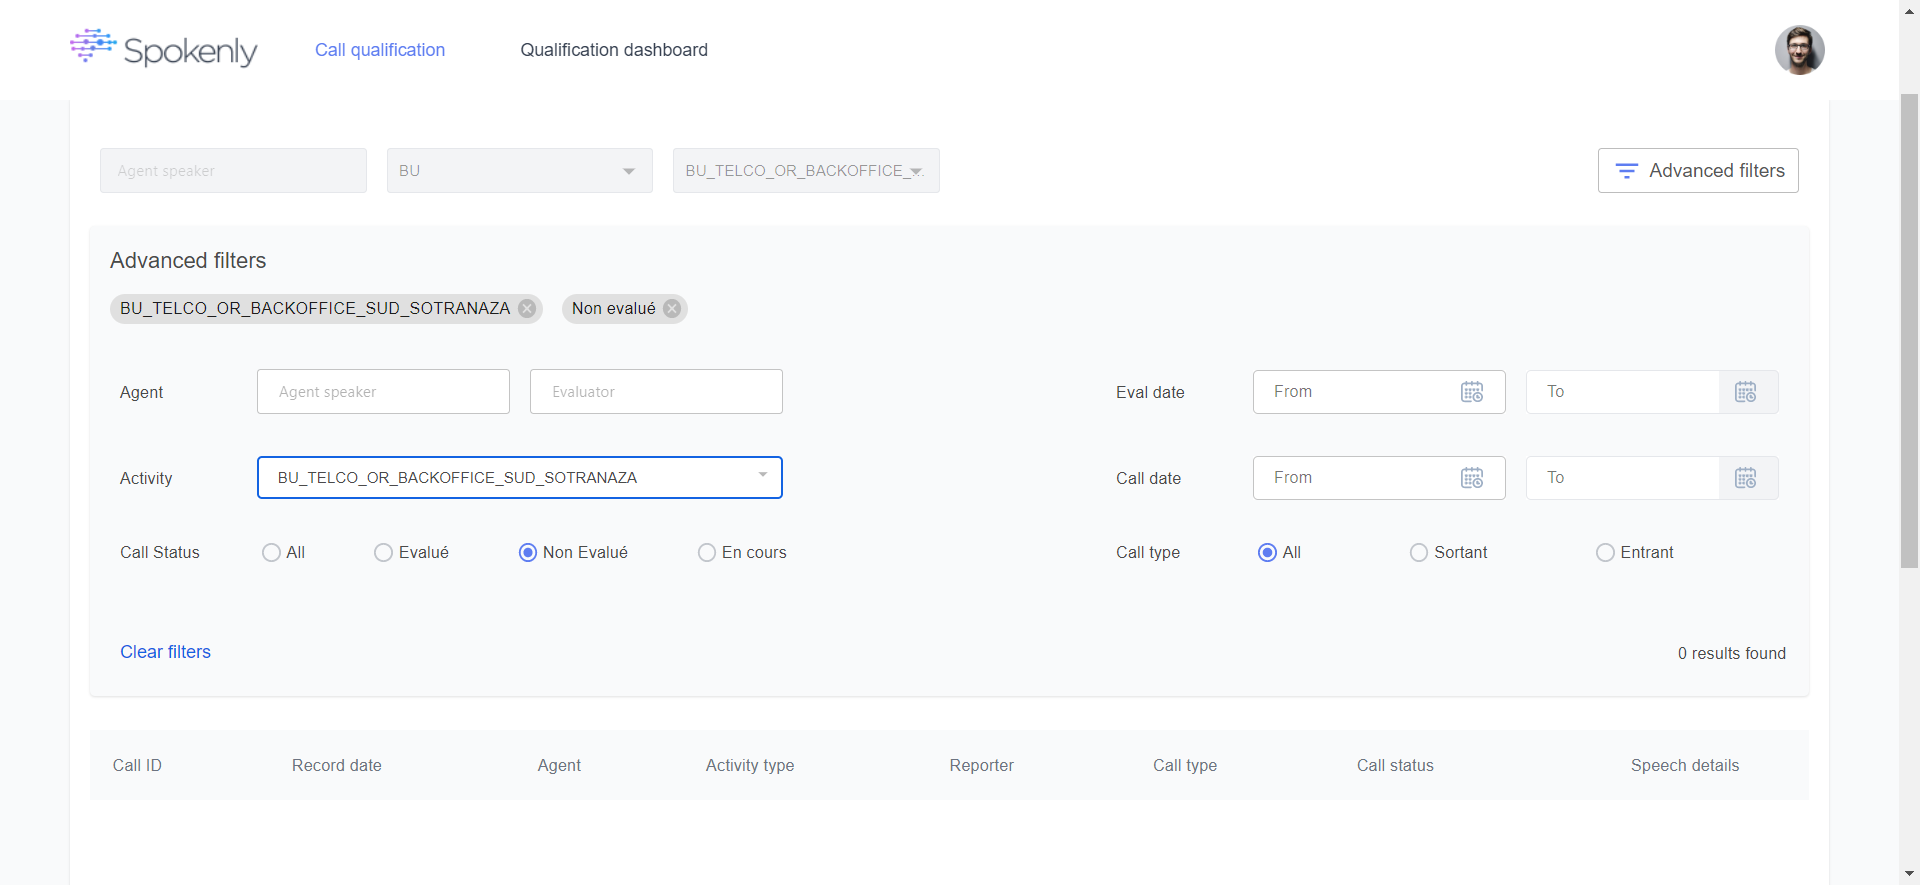 Spokenly
Call qualification
Qualification dashboard
Agent speaker
BU
BU_TELCO_OR_BACKOFFICE_...
Advanced filters
Advanced filters
BU_TELCO_OR_BACKOFFICE_SUD_SOTRANAZA
Non evalué
Agent
Agent speaker
Evaluator
Eval date
From
To
Activity
BU_TELCO_OR_BACKOFFICE_SUD_SOTRANAZA
Call date
From
To
Call Status
All
Evalué
Non Evalué
En cours
Call type
All
Sortant
Entrant
Clear filters
0 results found
Call ID
Record date
Agent
Activity type
Reporter
Call type
Call status
Speech details